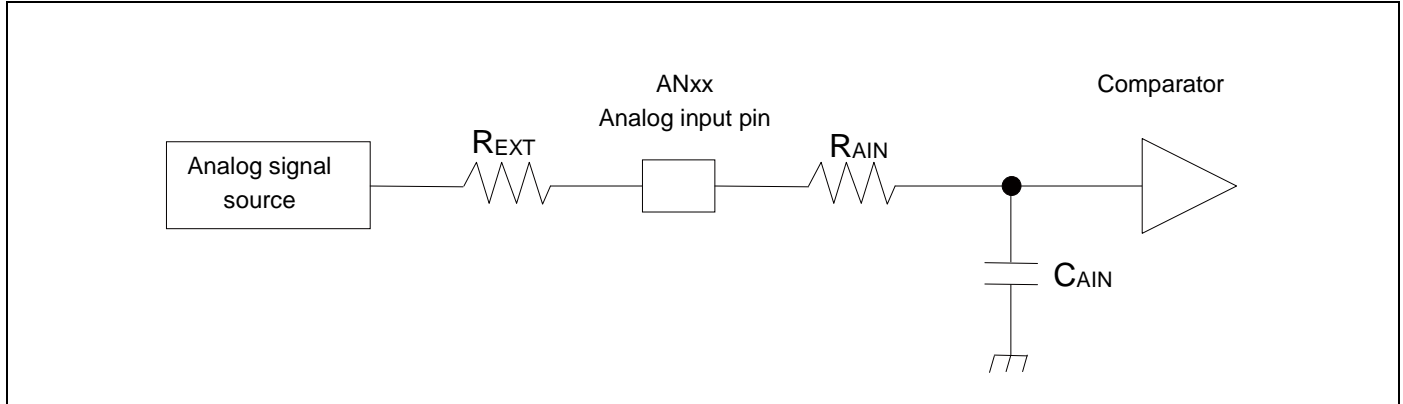 ANxx
Analog input pin
Comparator
Analog signal
source
REXT
RAIN
CAIN